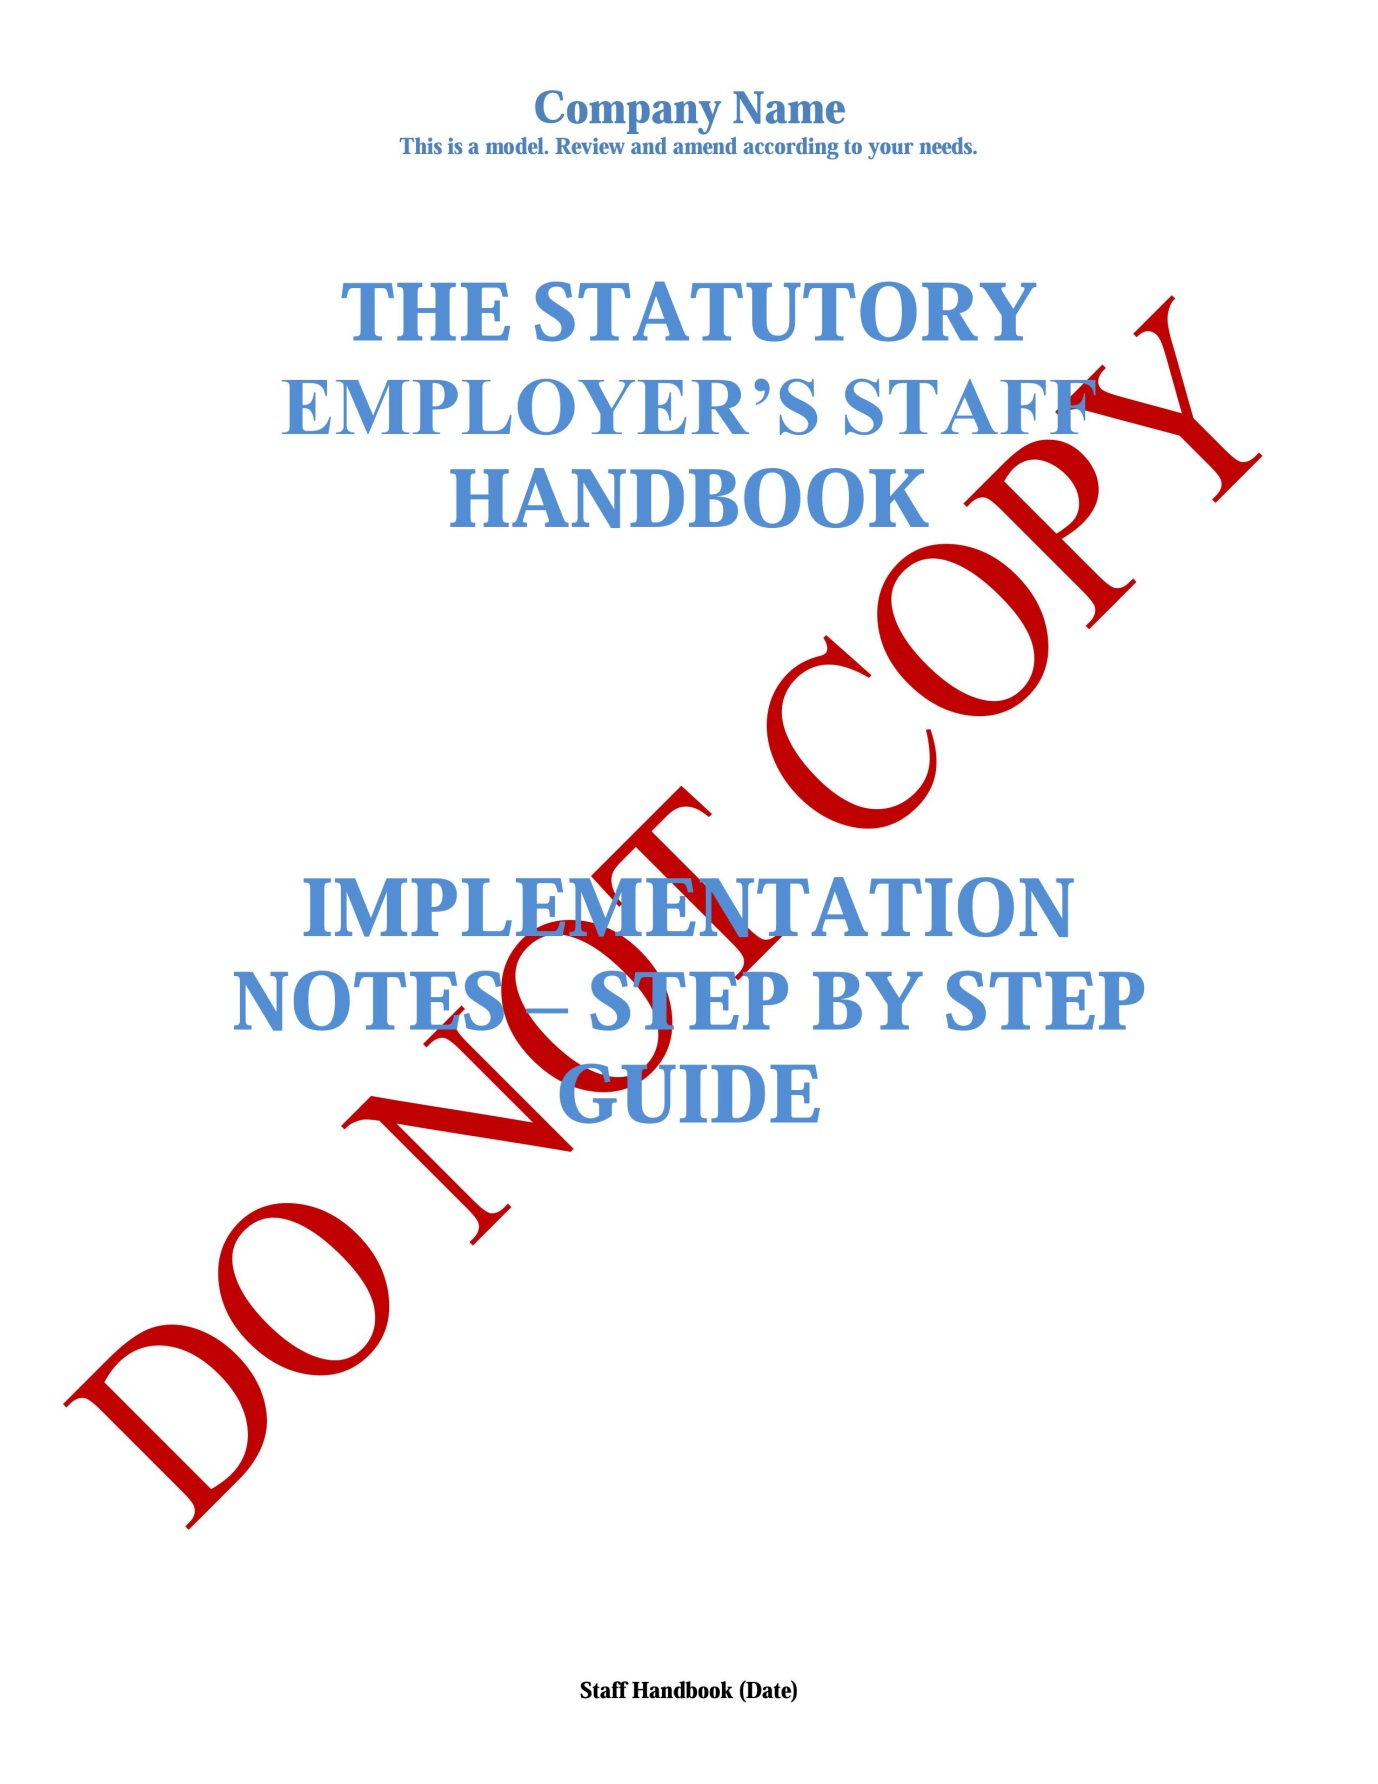 Company Name
This is a model. Review and amend according to your needs.
THE STATUTORY
EMPLOYER’S STAFF
HANDBOOK
IMPLEMENTATION
NOTES – STEP BY STEP
GUIDE
DO NOT COPY
Staff Handbook (Date)